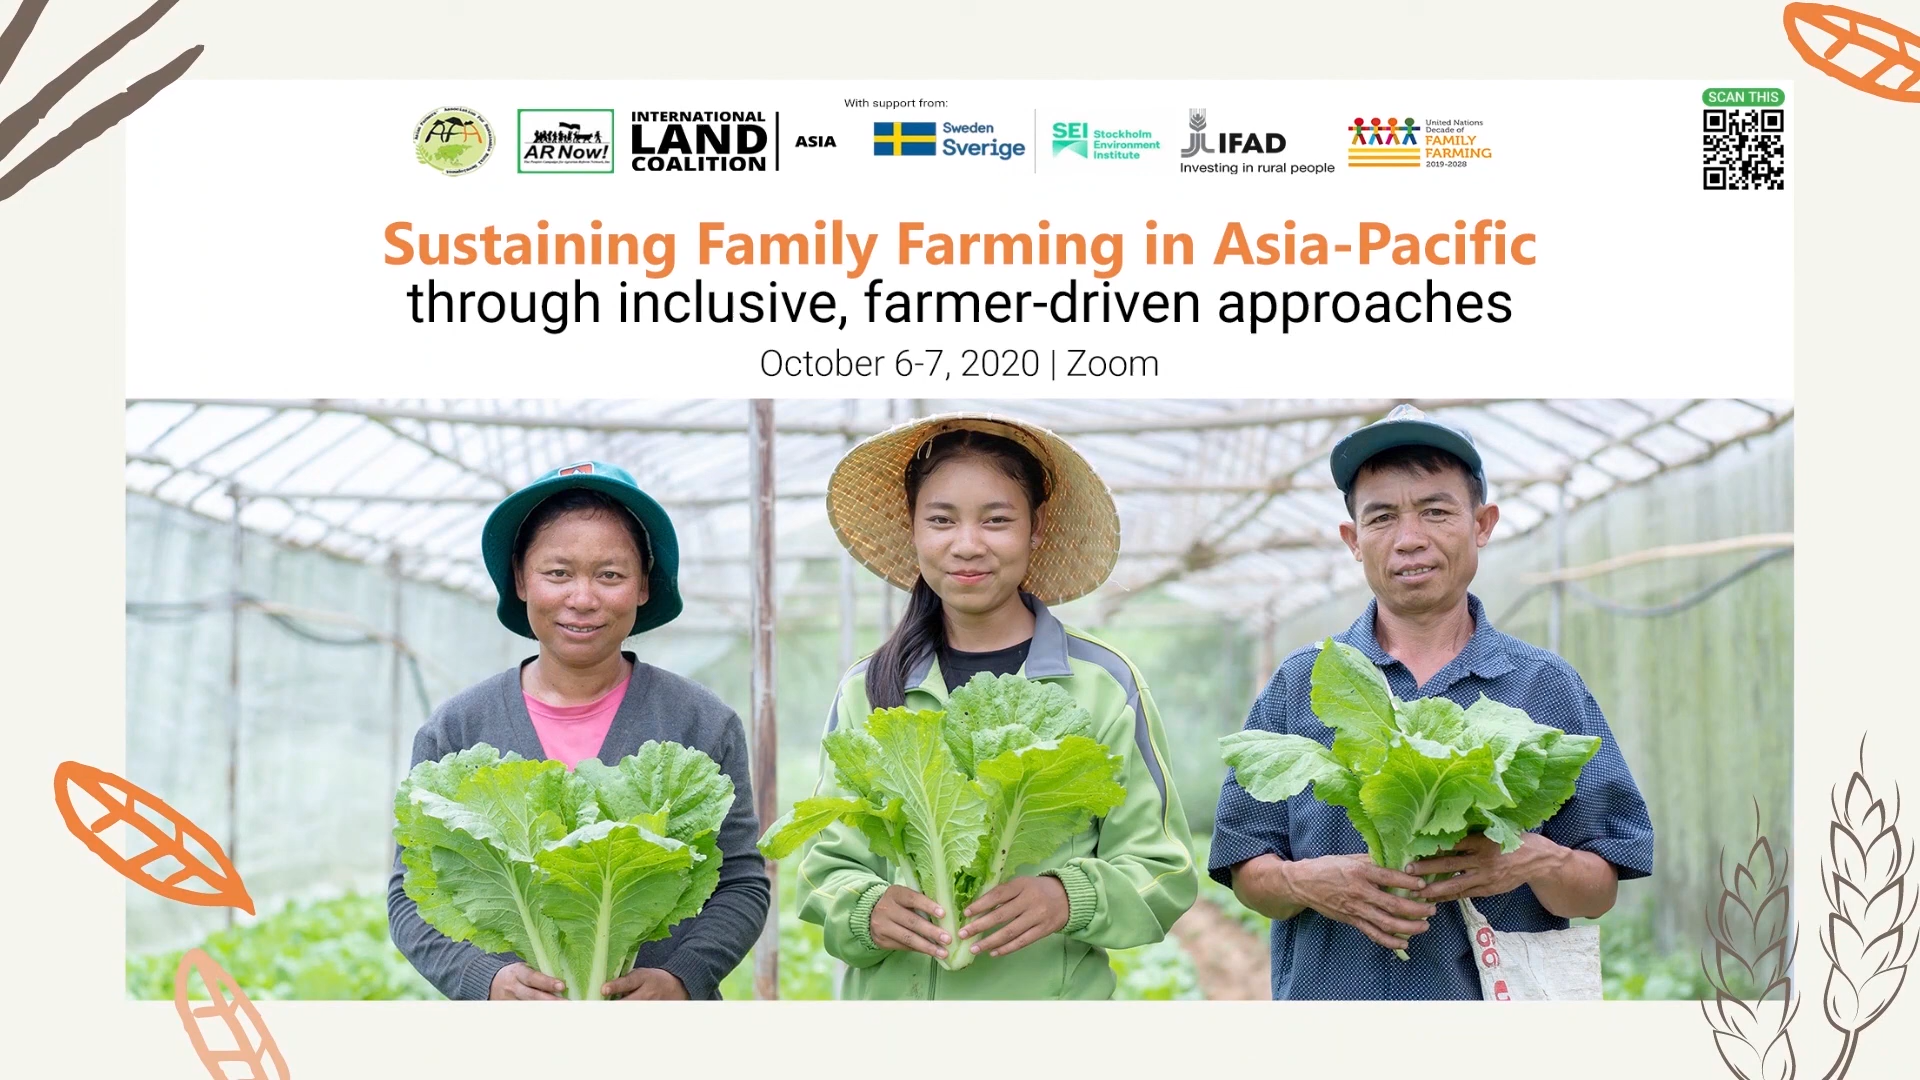 With support from:
AR Now!
INTERNATIONAL
LAND
COALITION
ASIA
Sweden
Sverige
SEI
Stockholm
Environment
Institute
IFAD
Investing in rural people
United Nations
Decade of
FAMILY
FARMING
2019-2028
SCAN THIS
Sustaining Family Farming in Asia-Pacific
through inclusive, farmer-driven approaches
October 6-7, 2020 | Zoom